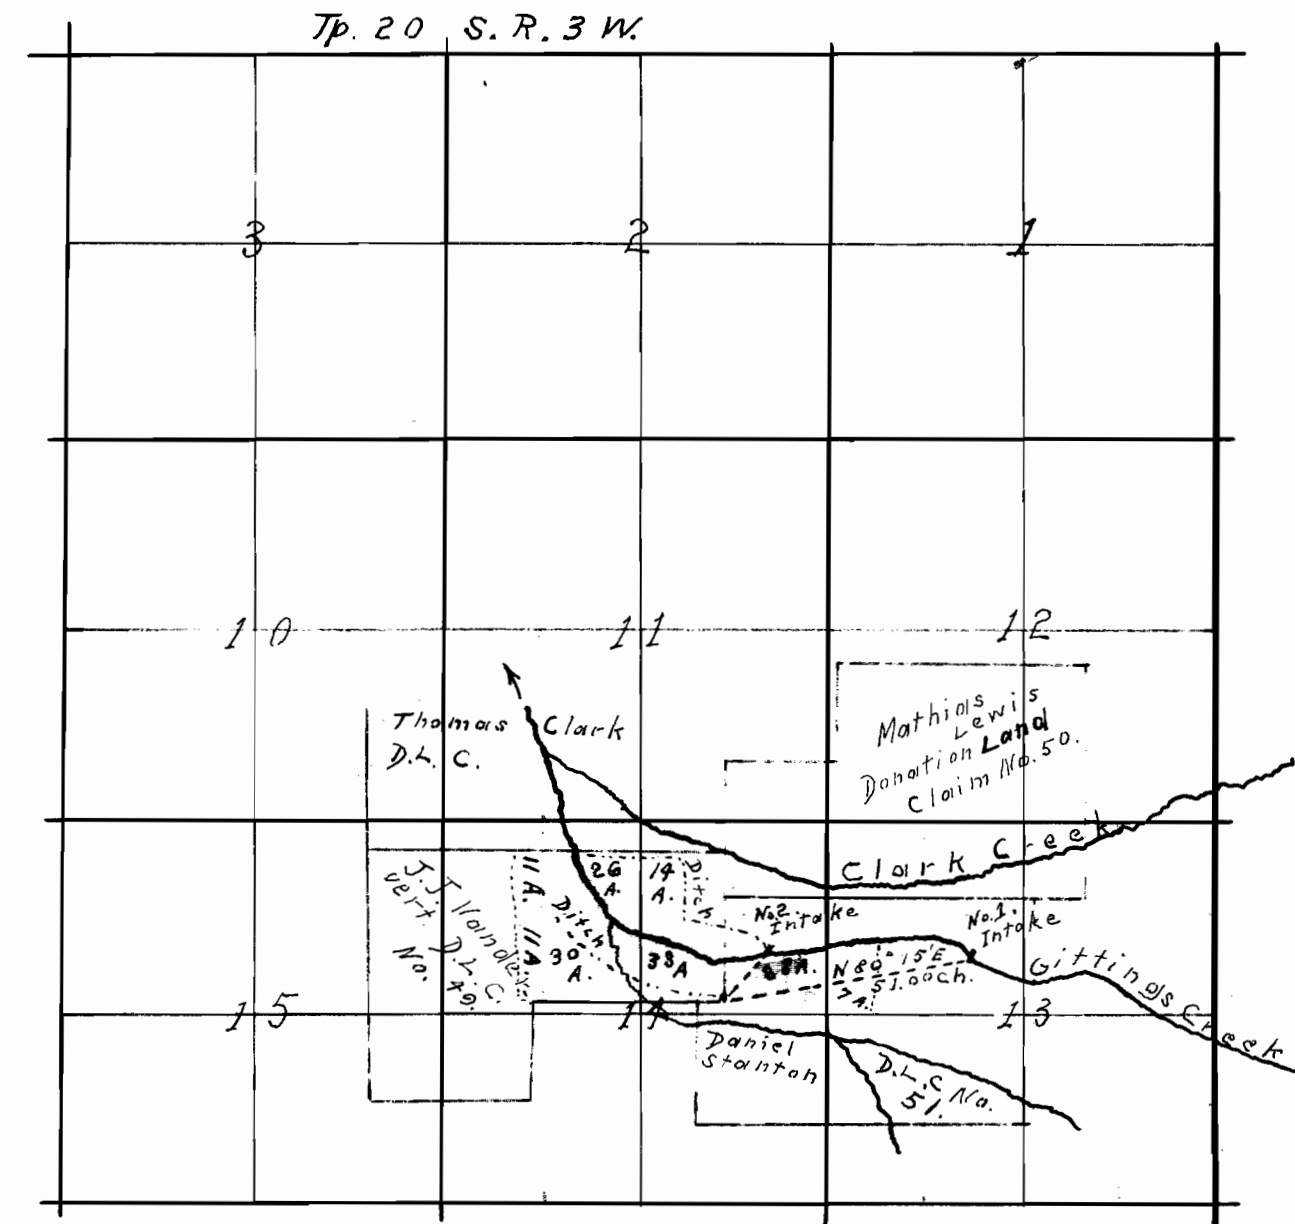 Tp. 20 S. R. 3 W.
3
2
1
10
11
12
Mathias
Lewis
Donation Land
Claim No. 50.
Thomas Clark
D.L. C.
Clark Creek
J. J. Vander
vert D.L.C.
No. 49.
11 A.
11 A
Ditch
26
A.
14
A.
Ditch
30
A.
No. 2.
Intake
No. 1.
Intake
N 80° 15' E
51.00 ch.
7 A.
Gittings Creek
15
14
13
Daniel
Stanton
D.L.C. No.
51.